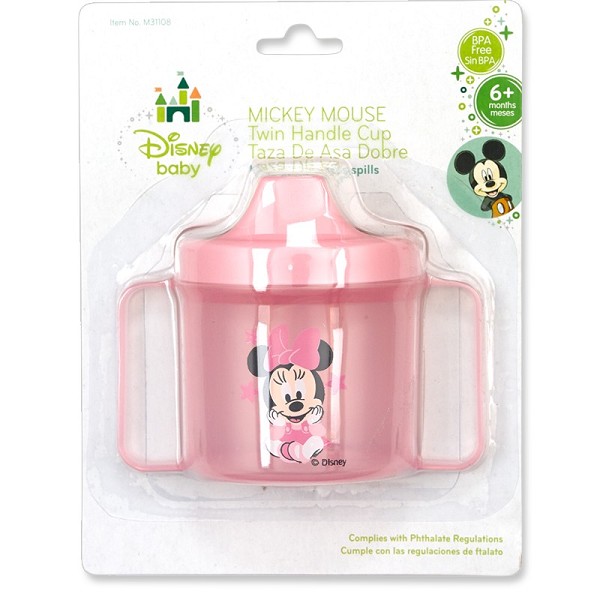 Item No. M31108
BPA
Free
Sin BPA
6+
months
meses
Disney
baby
MICKEY MOUSE
Twin Handle Cup
Taza De Asa Dobre
spills
© Disney
Complies with Phthalate Regulations
Cumple con las regulaciones de ftalato